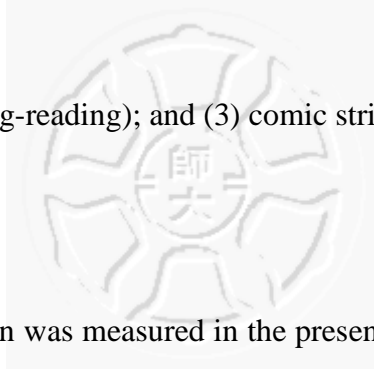 g-reading); and (3) comic stri
師
大
n was measured in the presen